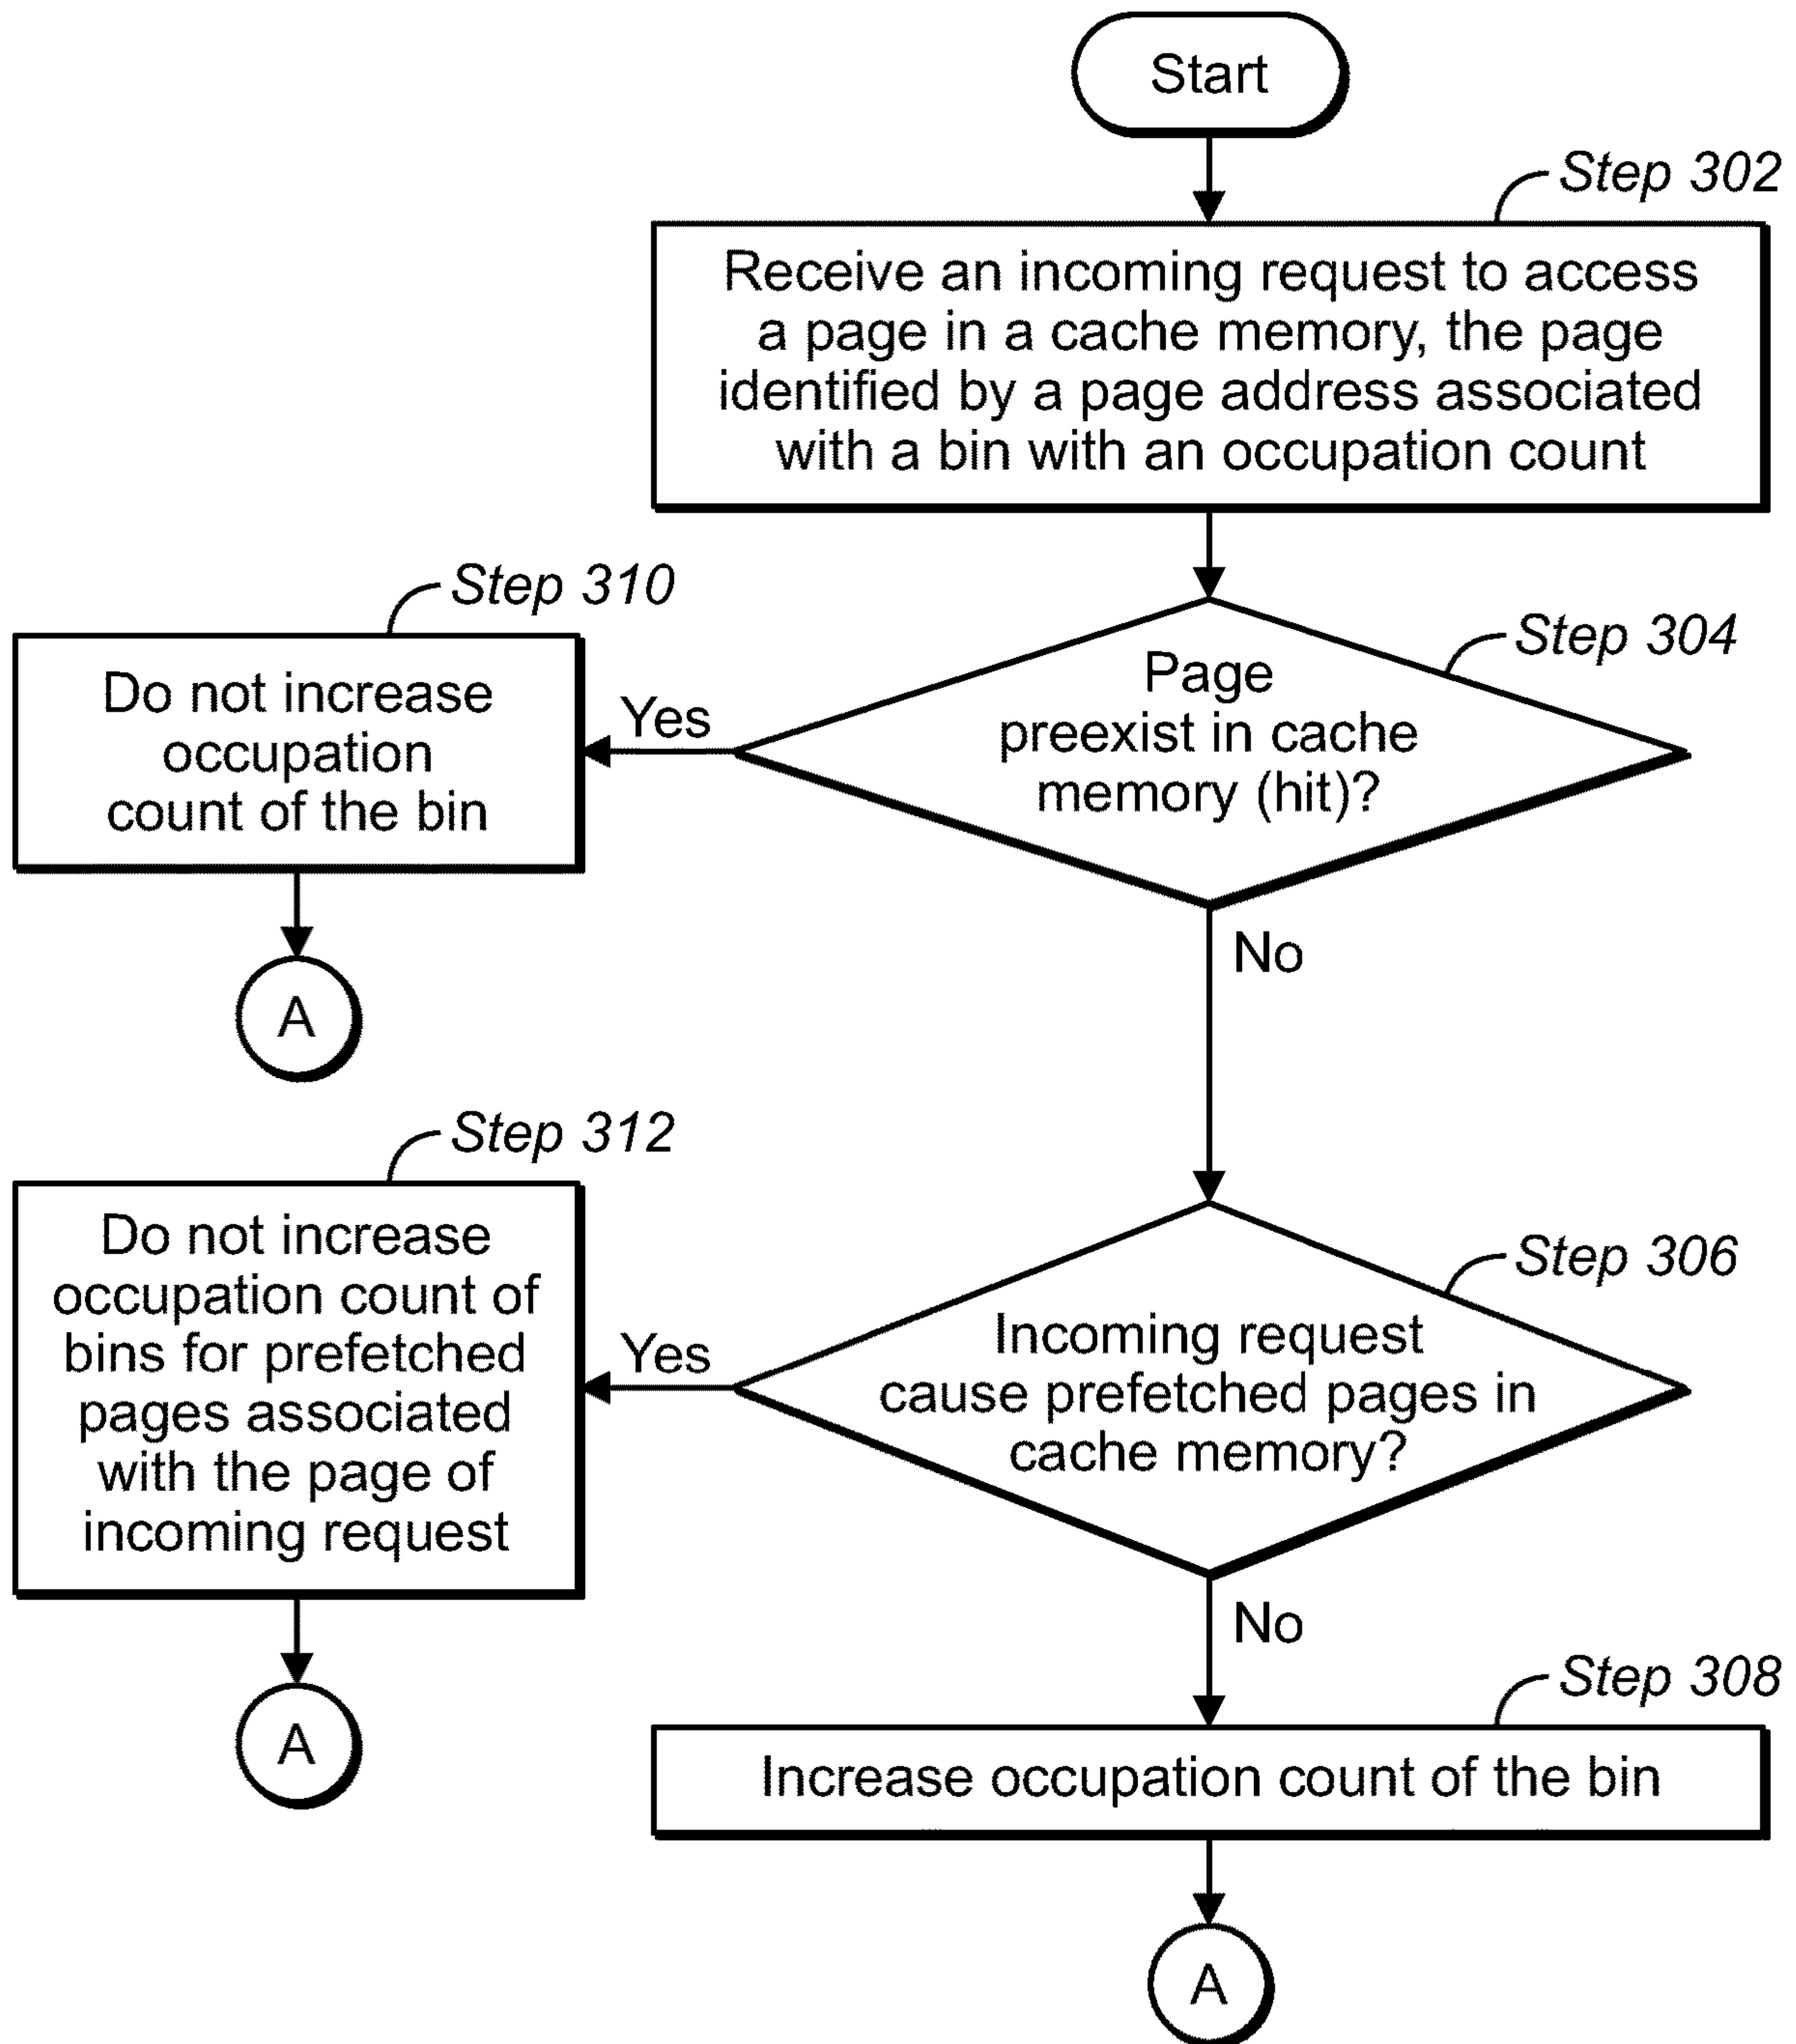 Start
Step 302
Receive an incoming request to access
a page in a cache memory, the page
identified by a page address associated
with a bin with an occupation count
Step 304
Page
preexist in cache
memory (hit)?
Yes
Step 310
Do not increase
occupation
count of the bin
A
No
Step 306
Incoming request
cause prefetched pages in
cache memory?
Yes
Step 312
Do not increase
occupation count of
bins for prefetched
pages associated
with the page of
incoming request
A
No
Step 308
Increase occupation count of the bin
A